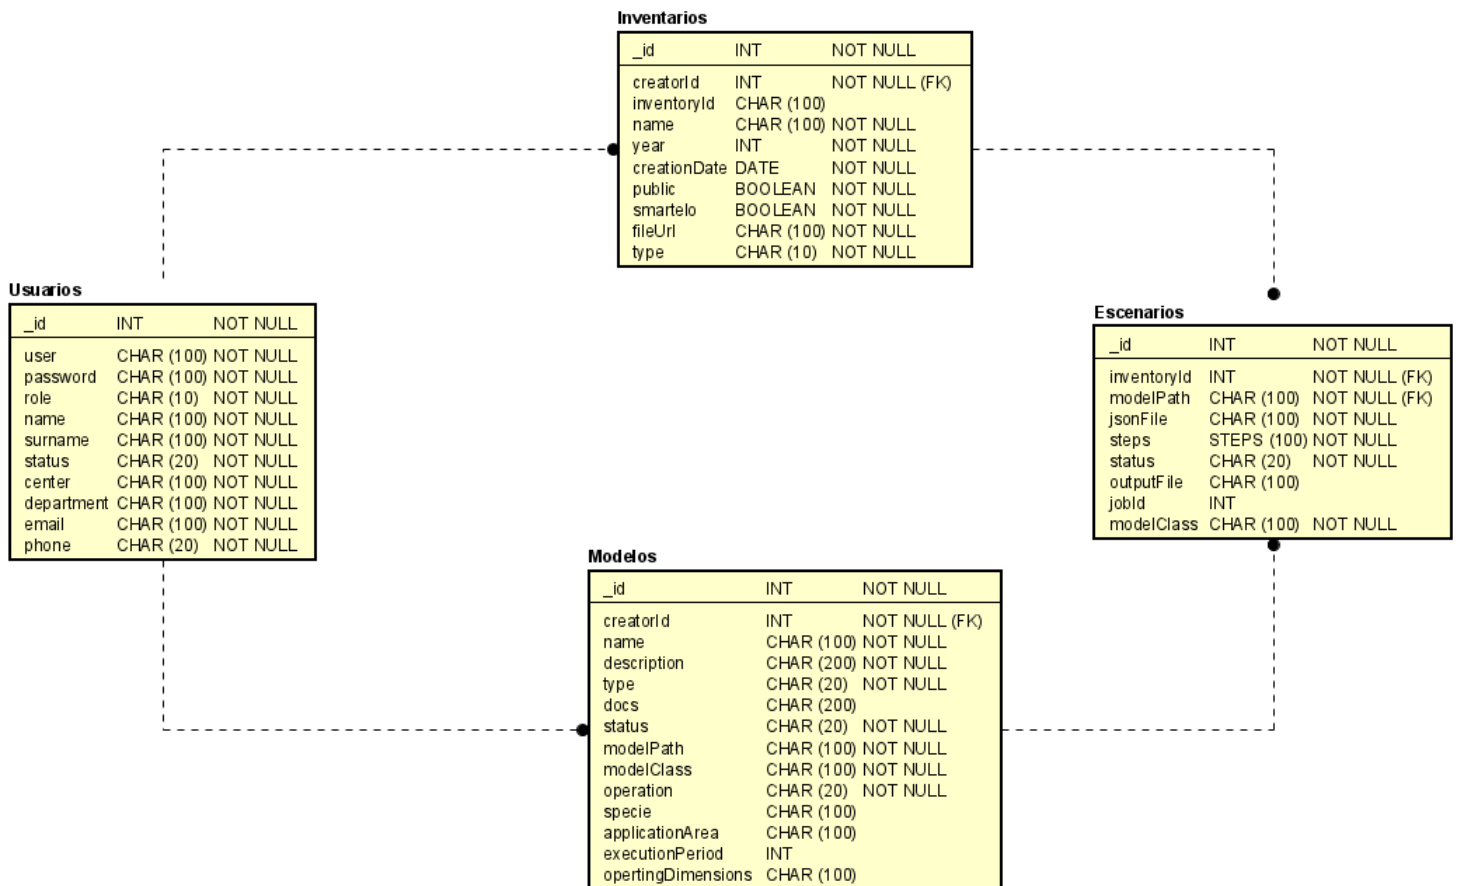 Inventarios
_id INT NOT NULL
creatorId INT NOT NULL (FK)
inventoryId CHAR (100)
name CHAR (100) NOT NULL
year INT NOT NULL
creationDate DATE NOT NULL
public BOOLEAN NOT NULL
smartelo BOOLEAN NOT NULL
fileUrl CHAR (100) NOT NULL
type CHAR (10) NOT NULL
Usuarios
_id INT NOT NULL
user CHAR (100) NOT NULL
password CHAR (100) NOT NULL
role CHAR (10) NOT NULL
name CHAR (100) NOT NULL
surname CHAR (100) NOT NULL
status CHAR (20) NOT NULL
center CHAR (100) NOT NULL
department CHAR (100) NOT NULL
email CHAR (100) NOT NULL
phone CHAR (20) NOT NULL
Escenarios
_id INT NOT NULL
inventoryId INT NOT NULL (FK)
modelPath CHAR (100) NOT NULL (FK)
jsonFile CHAR (100) NOT NULL
steps STEPS (100) NOT NULL
status CHAR (20) NOT NULL
outputFile CHAR (100)
jobId INT
modelClass CHAR (100) NOT NULL
Modelos
_id INT NOT NULL
creatorId INT NOT NULL (FK)
name CHAR (100) NOT NULL
description CHAR (200) NOT NULL
type CHAR (20) NOT NULL
docs CHAR (200)
status CHAR (20) NOT NULL
modelPath CHAR (100) NOT NULL
modelClass CHAR (100) NOT NULL
operation CHAR (20) NOT NULL
specie CHAR (100)
applicationArea CHAR (100)
executionPeriod INT
opertingDimensions CHAR (100)